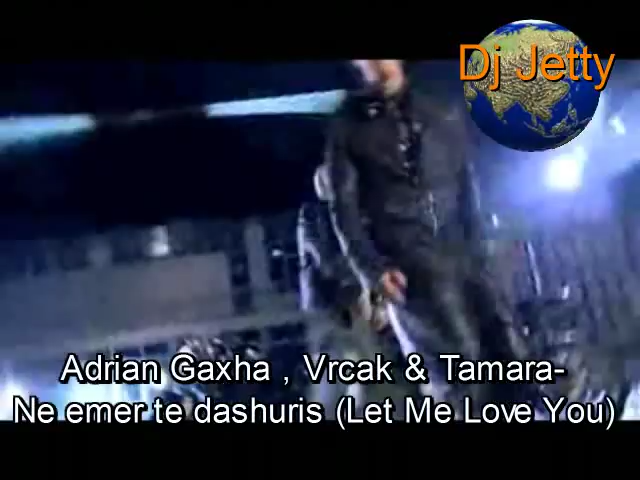 Dj Jetty
Adrian Gaxha , Vrcak & Tamara-
Ne emer te dashuris (Let Me Love You)